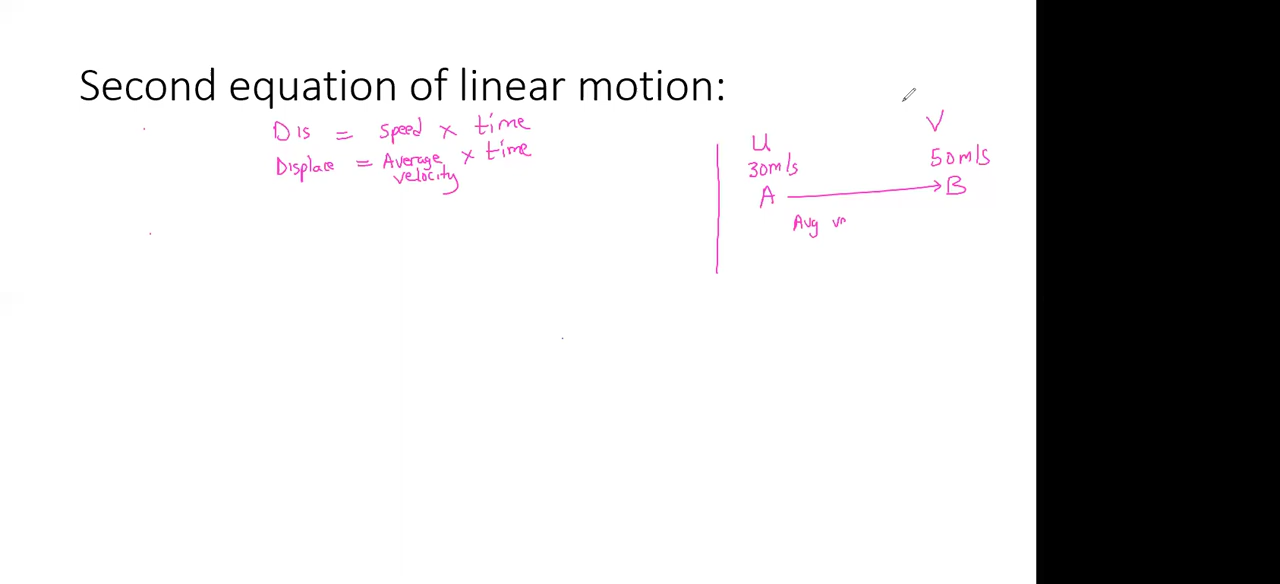 Second equation of linear motion:
Dis = speed × time
Displace = Average velocity × time
U
V
30m/s
50m/s
A
B
Avg